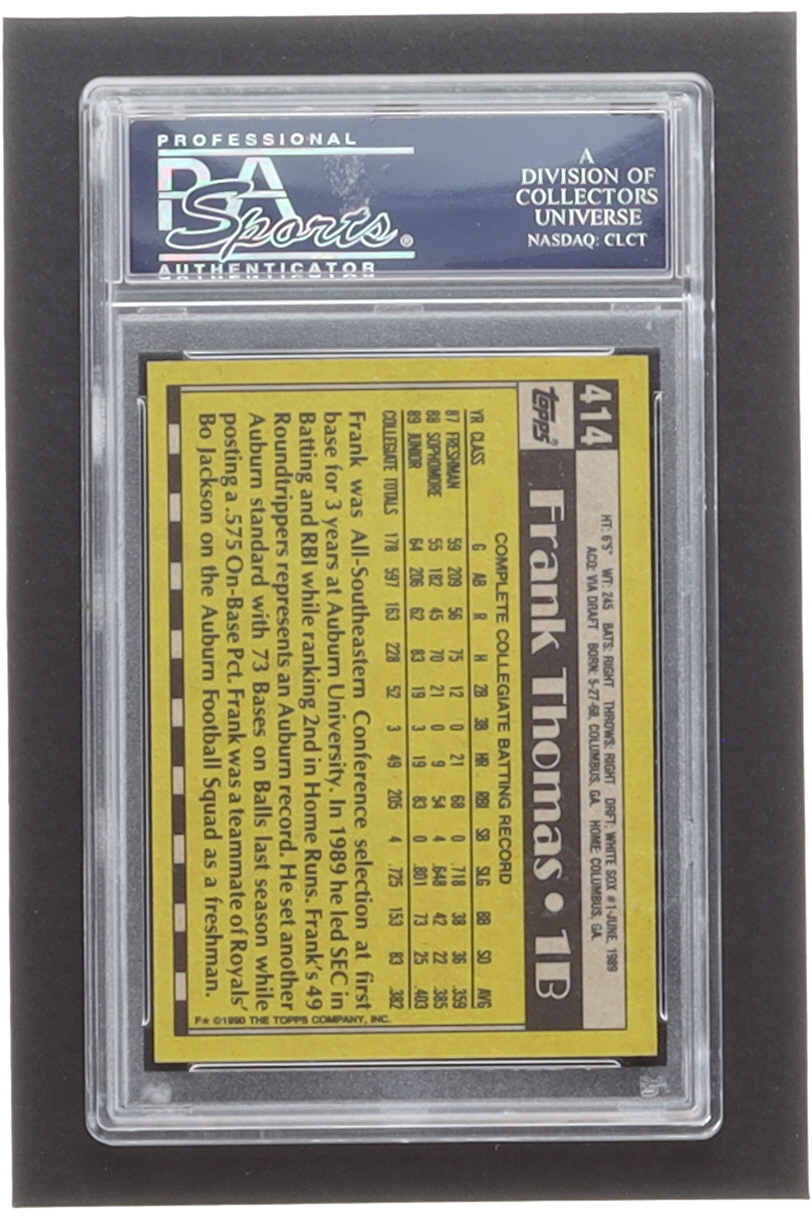 PROFESSIONAL
PSA
Sports®
AUTHENTICATOR
A
DIVISION OF
COLLECTORS
UNIVERSE
NASDAQ: CLCT
414
HT: 6'5" WT: 245 BATS: RIGHT THROWS: RIGHT DRFT: WHITE SOX #1-JUNE, 1989
ACQ: VIA DRAFT BORN: 5-27-68, COLUMBUS, GA. HOME: COLUMBUS, GA.
TOPPS®
Frank Thomas • 1B
COMPLETE COLLEGIATE BATTING RECORD
YR CLASS G AB R H 2B 3B HR RBI SB SLG BB SO AVG
87 FRESHMAN 59 209 56 75 12 0 21 68 0 .718 38 36 .359
88 SOPHOMORE 55 182 45 70 21 0 9 54 4 .648 42 22 .385
89 JUNIOR 64 206 62 83 19 3 19 83 0 .801 73 25 .403
COLLEGIATE TOTALS 178 597 163 228 52 3 49 205 4 .725 153 83 .382
Frank was All-Southeastern Conference selection at first
base for 3 years at Auburn University. In 1989 he led SEC in
Batting and RBI while ranking 2nd in Home Runs. Frank's 49
Roundtrippers represents an Auburn record. He set another
Auburn standard with 73 Bases on Balls last season while
posting a .575 On-Base Pct. Frank was a teammate of Royals'
Bo Jackson on the Auburn Football Squad as a freshman.
F* ©1990 THE TOPPS COMPANY, INC.